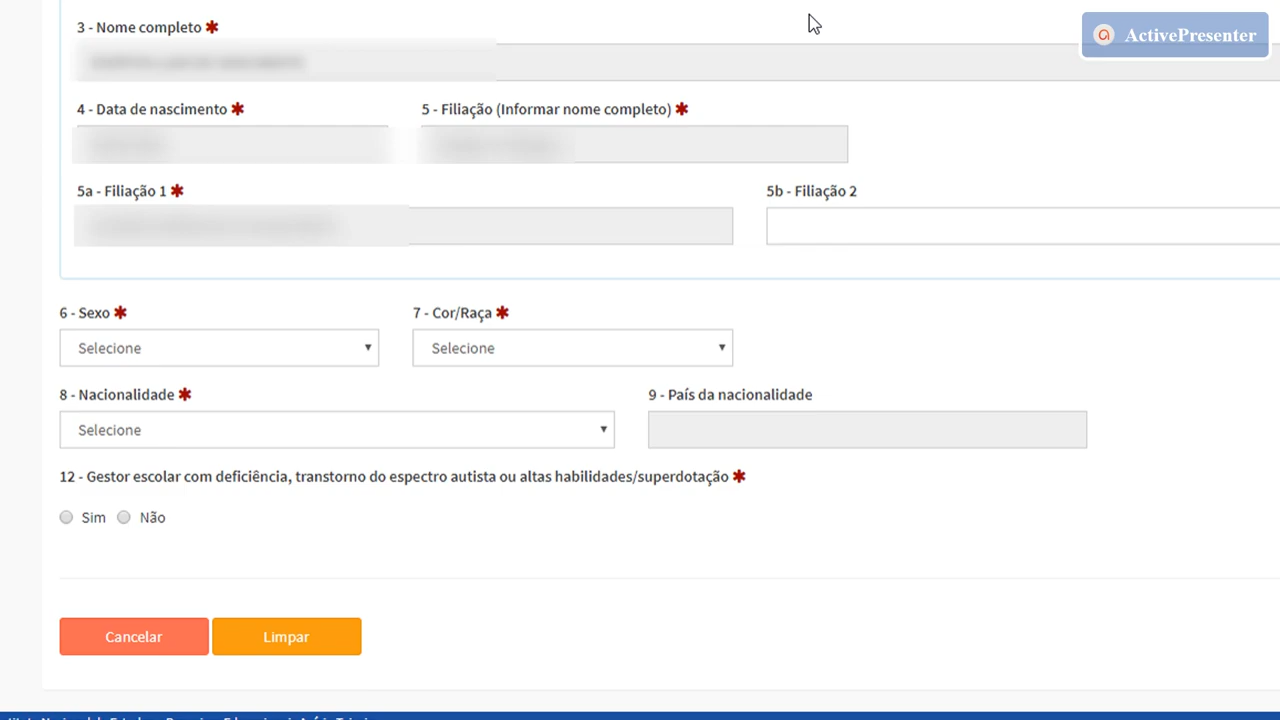 3 - Nome completo ✱
ActivePresenter
4 - Data de nascimento ✱ 5 - Filiação (Informar nome completo) ✱
5a - Filiação 1 ✱ 5b - Filiação 2
6 - Sexo ✱ 7 - Cor/Raça ✱
Selecione Selecione
8 - Nacionalidade ✱ 9 - País da nacionalidade
Selecione
12 - Gestor escolar com deficiência, transtorno do espectro autista ou altas habilidades/superdotação ✱
Sim Não
Cancelar Limpar